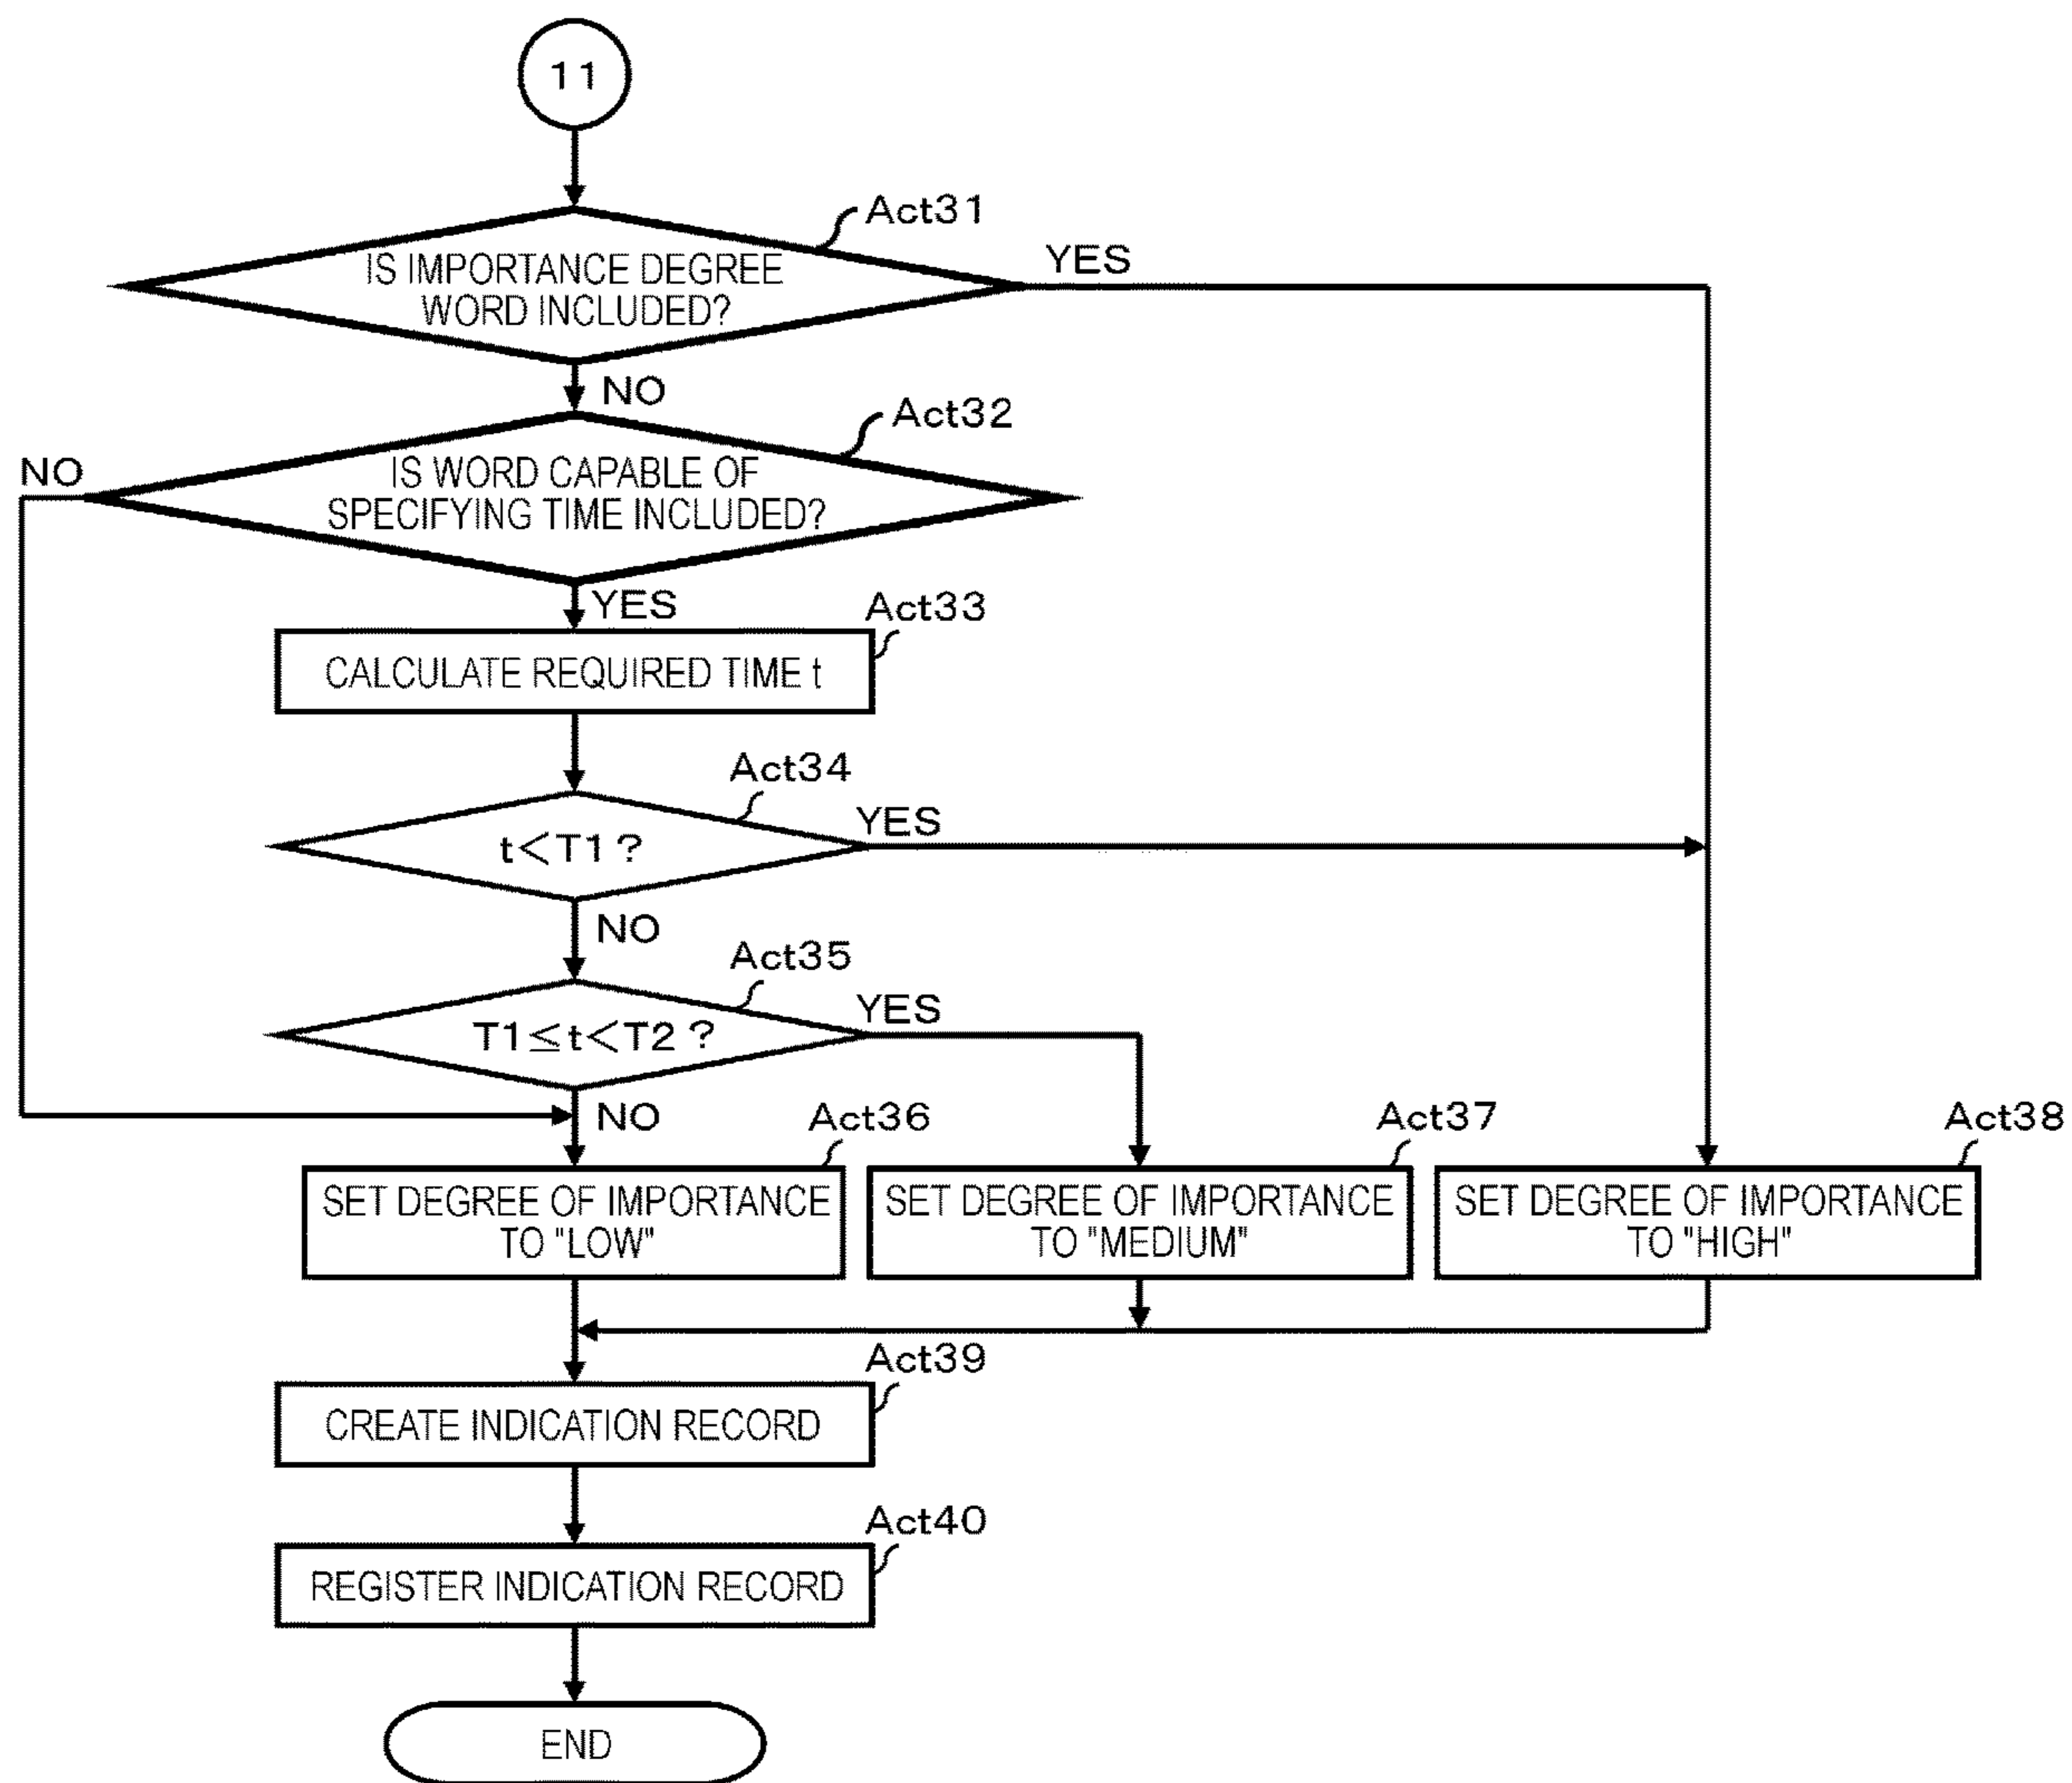 11
Act31
IS IMPORTANCE DEGREE
WORD INCLUDED?
YES
NO
Act32
IS WORD CAPABLE OF
SPECIFYING TIME INCLUDED?
NO
YES
Act33
CALCULATE REQUIRED TIME t
Act34
t<T1?
YES
NO
Act35
T1≦t<T2?
YES
NO
Act36
SET DEGREE OF IMPORTANCE
TO "LOW"
Act37
SET DEGREE OF IMPORTANCE
TO "MEDIUM"
Act38
SET DEGREE OF IMPORTANCE
TO "HIGH"
Act39
CREATE INDICATION RECORD
Act40
REGISTER INDICATION RECORD
END